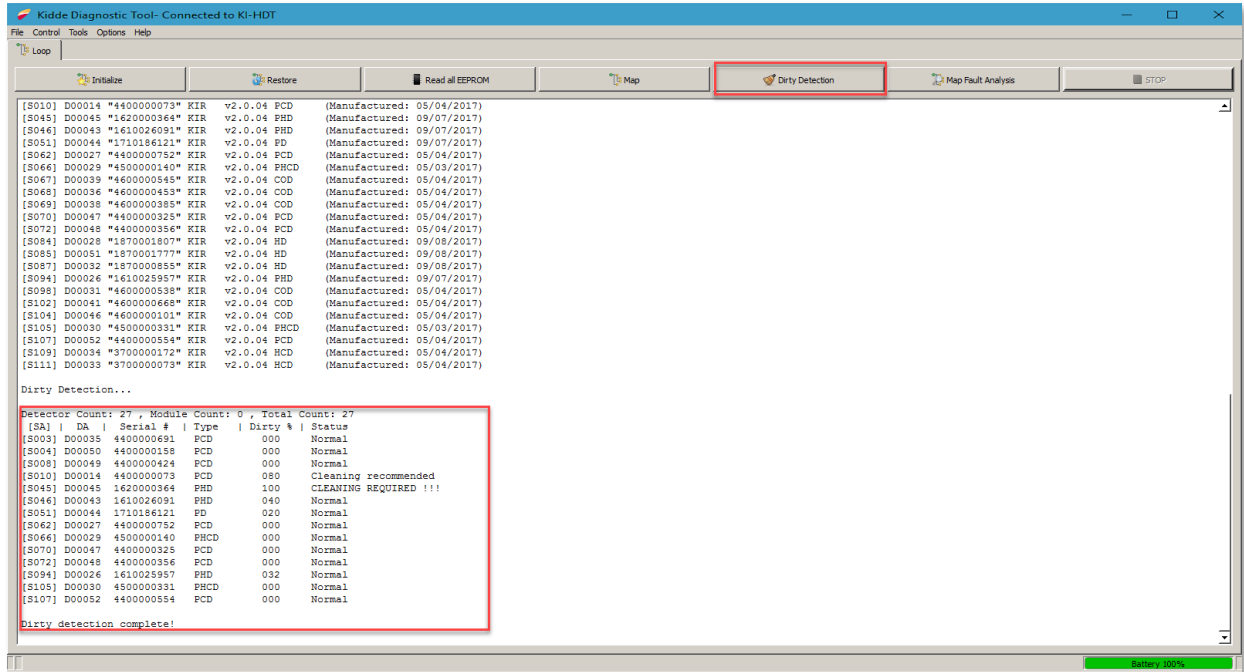 Kidde Diagnostic Tool- Connected to KI-HDT
File Control Tools Options Help
Loop
Initialize Restore Read all EEPROM Map Dirty Detection Map Fault Analysis STOP
[S010] D00014 "4400000073" KIR v2.0.04 PCD (Manufactured: 05/04/2017)
[S045] D00045 "1620000364" KIR v2.0.04 PHD (Manufactured: 09/07/2017)
[S046] D00043 "1610026091" KIR v2.0.04 PHD (Manufactured: 09/07/2017)
[S051] D00044 "1710186121" KIR v2.0.04 PD (Manufactured: 09/07/2017)
[S062] D00027 "4400000752" KIR v2.0.04 PCD (Manufactured: 05/04/2017)
[S066] D00029 "4500000140" KIR v2.0.04 PHCD (Manufactured: 05/03/2017)
[S067] D00039 "4600000545" KIR v2.0.04 COD (Manufactured: 05/04/2017)
[S068] D00036 "4600000453" KIR v2.0.04 COD (Manufactured: 05/04/2017)
[S069] D00038 "4600000385" KIR v2.0.04 COD (Manufactured: 05/04/2017)
[S070] D00047 "4400000325" KIR v2.0.04 PCD (Manufactured: 05/04/2017)
[S072] D00048 "4400000356" KIR v2.0.04 PCD (Manufactured: 05/04/2017)
[S084] D00028 "1870001807" KIR v2.0.04 HD (Manufactured: 09/08/2017)
[S085] D00051 "1870001777" KIR v2.0.04 HD (Manufactured: 09/08/2017)
[S087] D00032 "1870000855" KIR v2.0.04 HD (Manufactured: 09/08/2017)
[S094] D00026 "1610025957" KIR v2.0.04 PHD (Manufactured: 09/07/2017)
[S098] D00031 "4600000538" KIR v2.0.04 COD (Manufactured: 05/04/2017)
[S102] D00041 "4600000668" KIR v2.0.04 COD (Manufactured: 05/04/2017)
[S104] D00046 "4600000101" KIR v2.0.04 COD (Manufactured: 05/04/2017)
[S105] D00030 "4500000331" KIR v2.0.04 PHCD (Manufactured: 05/03/2017)
[S107] D00052 "4400000554" KIR v2.0.04 PCD (Manufactured: 05/04/2017)
[S109] D00034 "3700000172" KIR v2.0.04 HCD (Manufactured: 05/04/2017)
[S111] D00033 "3700000073" KIR v2.0.04 HCD (Manufactured: 05/04/2017)
Dirty Detection...
Detector Count: 27 , Module Count: 0 , Total Count: 27
[SA] | DA | Serial # | Type | Dirty % | Status
[S003] D00035 4400000691 PCD 000 Normal
[S004] D00050 4400000158 PCD 000 Normal
[S008] D00049 4400000424 PCD 000 Normal
[S010] D00014 4400000073 PCD 080 Cleaning recommended
[S045] D00045 1620000364 PHD 100 CLEANING REQUIRED !!!
[S046] D00043 1610026091 PHD 040 Normal
[S051] D00044 1710186121 PD 020 Normal
[S062] D00027 4400000752 PCD 000 Normal
[S066] D00029 4500000140 PHCD 000 Normal
[S070] D00047 4400000325 PCD 000 Normal
[S072] D00048 4400000356 PCD 000 Normal
[S094] D00026 1610025957 PHD 032 Normal
[S105] D00030 4500000331 PHCD 000 Normal
[S107] D00052 4400000554 PCD 000 Normal
Dirty detection complete!
Battery 100%